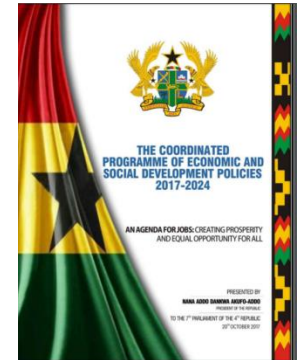 THE COORDINATED
PROGRAMME OF ECONOMIC AND
SOCIAL DEVELOPMENT POLICIES
2017-2024
AN AGENDA FOR JOBS: CREATING PROSPERITY
AND EQUAL OPPORTUNITY FOR ALL
PRESENTED BY
NANA ADDO DANKWA AKUFO-ADDO
PRESIDENT OF THE REPUBLIC
TO THE 7TH PARLIAMENT OF THE 4TH REPUBLIC
20TH OCTOBER 2017